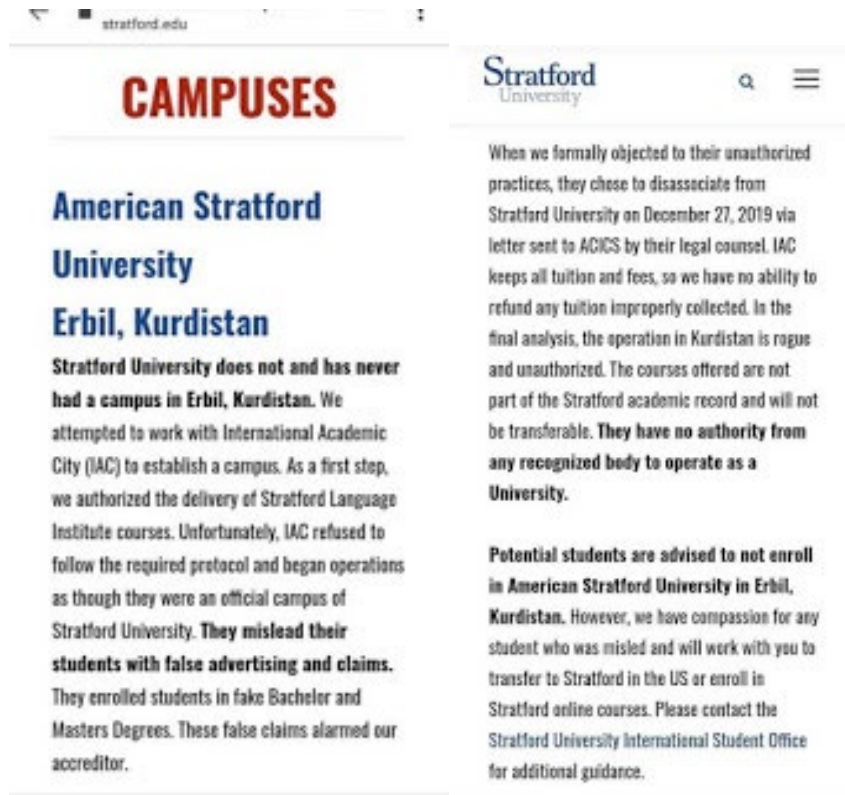 stratford.edu
CAMPUSES
American Stratford
University
Erbil, Kurdistan
Stratford University does not and has never
had a campus in Erbil, Kurdistan. We
attempted to work with International Academic
City (IAC) to establish a campus. As a first step,
we authorized the delivery of Stratford Language
Institute courses. Unfortunately, IAC refused to
follow the required protocol and began operations
as though they were an official campus of
Stratford University. They mislead their
students with false advertising and claims.
They enrolled students in fake Bachelor and
Masters Degrees. These false claims alarmed our
accreditor.
Stratford
University
When we formally objected to their unauthorized
practices, they chose to disassociate from
Stratford University on December 27, 2019 via
letter sent to ACICS by their legal counsel. IAC
keeps all tuition and fees, so we have no ability to
refund any tuition improperly collected. In the
final analysis, the operation in Kurdistan is rogue
and unauthorized. The courses offered are not
part of the Stratford academic record and will not
be transferable. They have no authority from
any recognized body to operate as a
University.
Potential students are advised to not enroll
in American Stratford University in Erbil,
Kurdistan. However, we have compassion for any
student who was misled and will work with you to
transfer to Stratford in the US or enroll in
Stratford online courses. Please contact the
Stratford University International Student Office
for additional guidance.